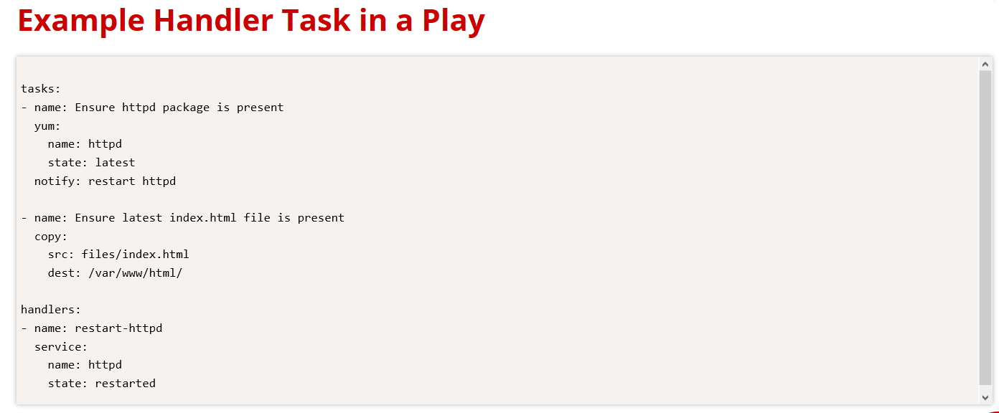 Example Handler Task in a Play
tasks:
- name: Ensure httpd package is present
  yum:
    name: httpd
    state: latest
  notify: restart httpd
- name: Ensure latest index.html file is present
  copy:
    src: files/index.html
    dest: /var/www/html/
handlers:
- name: restart-httpd
  service:
    name: httpd
    state: restarted